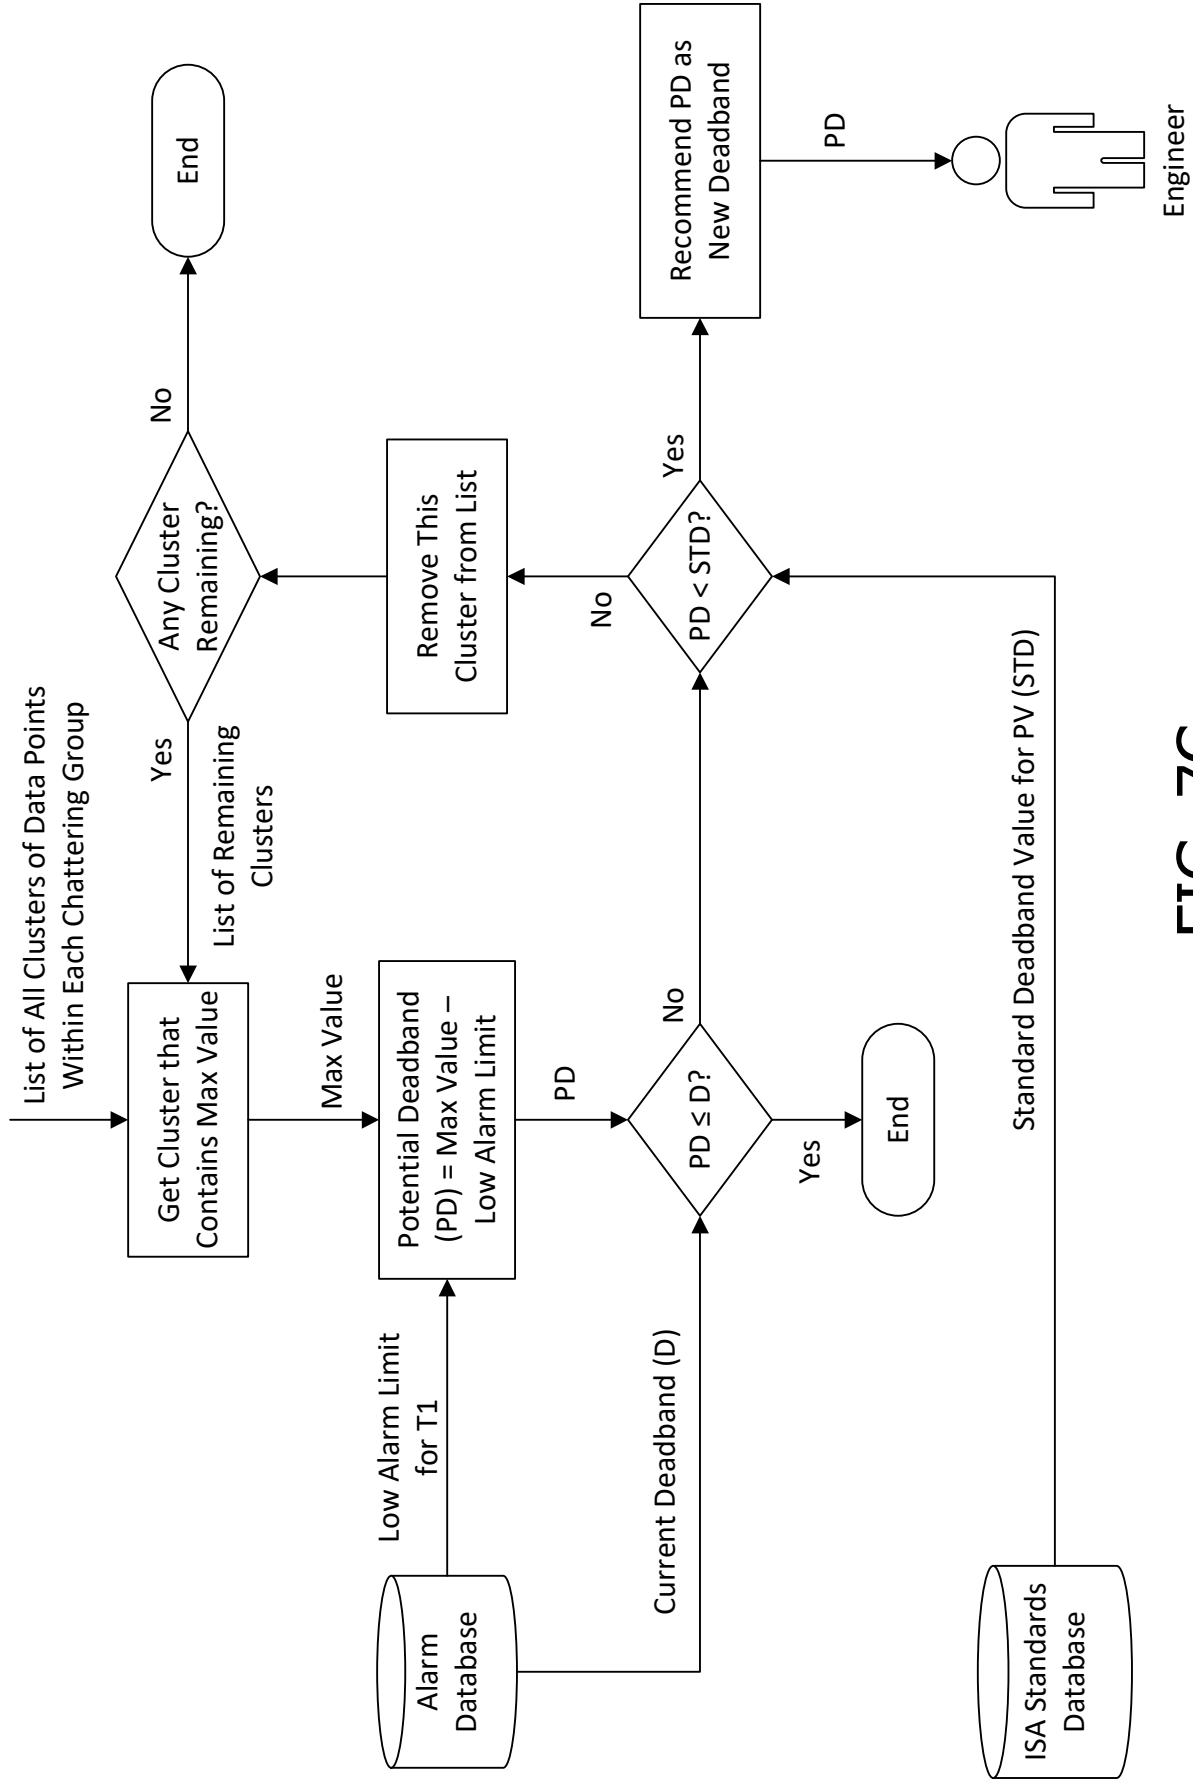 List of All Clusters of Data Points
Within Each Chattering Group
Get Cluster that
Contains Max Value
Yes
List of Remaining
Clusters
Any Cluster
Remaining?
No
End
Max Value
Alarm
Database
Low Alarm Limit
for T1
Potential Deadband
(PD) = Max Value –
Low Alarm Limit
Remove This
Cluster from List
PD
No
Current Deadband (D)
PD ≤ D?
No
PD < STD?
Yes
Recommend PD as
New Deadband
Yes
End
PD
ISA Standards
Database
Standard Deadband Value for PV (STD)
Engineer